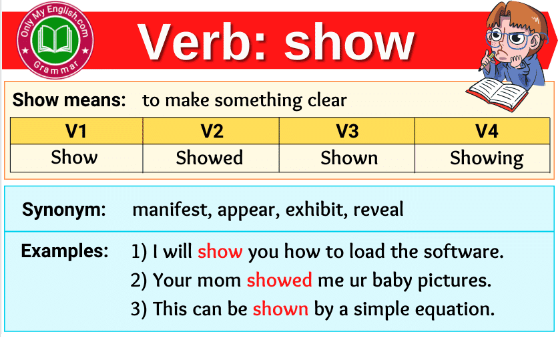 Only My English.com
Grammar
Verb: show
Show means: to make something clear
V1 V2 V3 V4
Show Showed Shown Showing
Synonym: manifest, appear, exhibit, reveal
Examples: 1) I will show you how to load the software.
2) Your mom showed me ur baby pictures.
3) This can be shown by a simple equation.